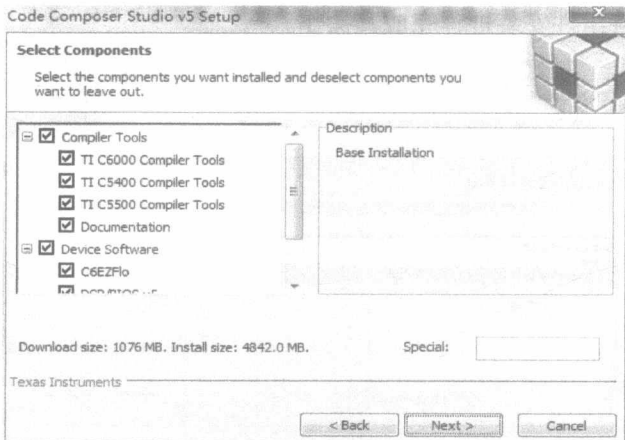 Code Composer Studio v5 Setup
Select Components
Select the components you want installed and deselect components you
want to leave out.
Compiler Tools
TI C6000 Compiler Tools
TI C5400 Compiler Tools
TI C5500 Compiler Tools
Documentation
Device Software
C6EZFlo
Description
Base Installation
Download size: 1076 MB. Install size: 4842.0 MB.
Special:
Texas Instruments
< Back
Next >
Cancel